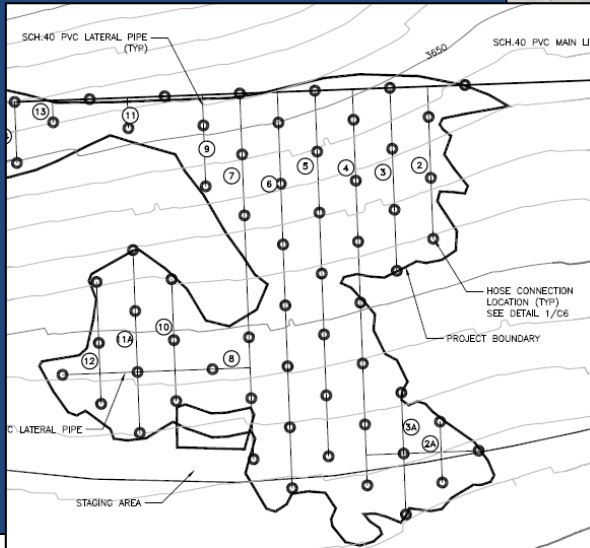 SCH.40 PVC LATERAL PIPE
(TYP)
3650
SCH.40 PVC MAIN LI
13
11
9
7
6
5
4
3
2
HOSE CONNECTION
LOCATION (TYP)
SEE DETAIL 1/C6
PROJECT BOUNDARY
12
11A
10
8
C LATERAL PIPE
3A
2A
STAGING AREA